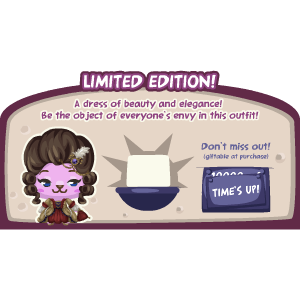 LIMITED EDITION!
A dress of beauty and elegance!
Be the object of everyone's envy in this outfit!
Don't miss out!
(giftable at purchase)
TIME'S UP!